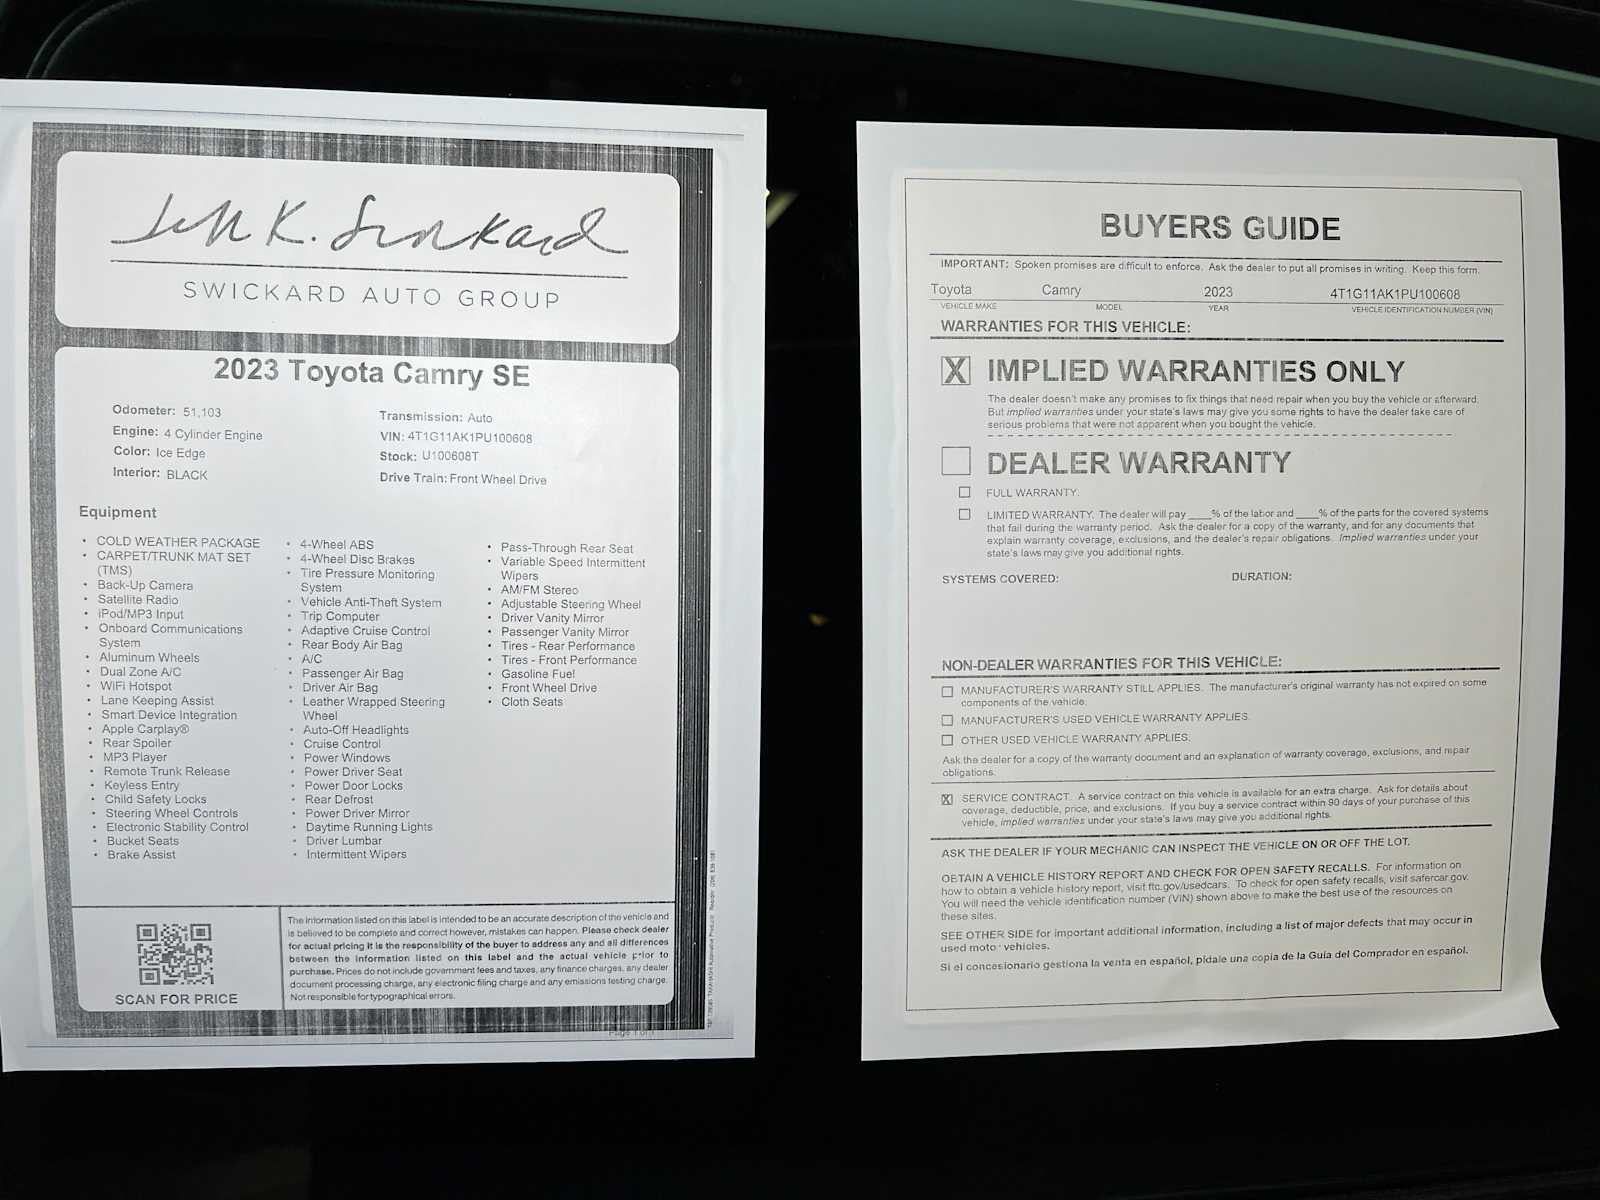 Jeff K. Swickard
SWICKARD AUTO GROUP
2023 Toyota Camry SE
Odometer: 51,103
Engine: 4 Cylinder Engine
Color: Ice Edge
Interior: BLACK
Transmission: Auto
VIN: 4T1G11AK1PU100608
Stock: U100608T
Drive Train: Front Wheel Drive
Equipment
• COLD WEATHER PACKAGE
• CARPET/TRUNK MAT SET
(TMS)
• Back-Up Camera
• Satellite Radio
• iPod/MP3 Input
• Onboard Communications
System
• Aluminum Wheels
• Dual Zone A/C
• WiFi Hotspot
• Lane Keeping Assist
• Smart Device Integration
• Apple Carplay®
• Rear Spoiler
• MP3 Player
• Remote Trunk Release
• Keyless Entry
• Child Safety Locks
• Steering Wheel Controls
• Electronic Stability Control
• Bucket Seats
• Brake Assist
• 4-Wheel ABS
• 4-Wheel Disc Brakes
• Tire Pressure Monitoring
System
• Vehicle Anti-Theft System
• Trip Computer
• Adaptive Cruise Control
• Rear Body Air Bag
• A/C
• Passenger Air Bag
• Driver Air Bag
• Leather Wrapped Steering
Wheel
• Auto-Off Headlights
• Cruise Control
• Power Windows
• Power Driver Seat
• Power Door Locks
• Rear Defrost
• Power Driver Mirror
• Daytime Running Lights
• Driver Lumbar
• Intermittent Wipers
• Pass-Through Rear Seat
• Variable Speed Intermittent
Wipers
• AM/FM Stereo
• Adjustable Steering Wheel
• Driver Vanity Mirror
• Passenger Vanity Mirror
• Tires - Rear Performance
• Tires - Front Performance
• Gasoline Fuel
• Front Wheel Drive
• Cloth Seats
SCAN FOR PRICE
The information listed on this label is intended to be an accurate description of the vehicle and
is believed to be complete and correct however, mistakes can happen. Please check dealer
for actual pricing it is the responsibility of the buyer to address any and all differences
between the information listed on this label and the actual vehicle prior to
purchase. Prices do not include government fees and taxes, any finance charges, any dealer
document processing charge, any electronic filing charge and any emissions testing charge.
Not responsible for typographical errors.
Page 1 of 1
BUYERS GUIDE
IMPORTANT: Spoken promises are difficult to enforce. Ask the dealer to put all promises in writing. Keep this form.
Toyota Camry 2023 4T1G11AK1PU100608
VEHICLE MAKE MODEL YEAR VEHICLE IDENTIFICATION NUMBER (VIN)
WARRANTIES FOR THIS VEHICLE:
X IMPLIED WARRANTIES ONLY
The dealer doesn't make any promises to fix things that need repair when you buy the vehicle or afterward.
But implied warranties under your state's laws may give you some rights to have the dealer take care of
serious problems that were not apparent when you bought the vehicle.
DEALER WARRANTY
FULL WARRANTY.
LIMITED WARRANTY. The dealer will pay ____% of the labor and ____% of the parts for the covered systems
that fail during the warranty period. Ask the dealer for a copy of the warranty, and for any documents that
explain warranty coverage, exclusions, and the dealer's repair obligations. Implied warranties under your
state's laws may give you additional rights.
SYSTEMS COVERED: DURATION:
NON-DEALER WARRANTIES FOR THIS VEHICLE:
MANUFACTURER'S WARRANTY STILL APPLIES. The manufacturer's original warranty has not expired on some
components of the vehicle.
MANUFACTURER'S USED VEHICLE WARRANTY APPLIES.
OTHER USED VEHICLE WARRANTY APPLIES.
Ask the dealer for a copy of the warranty document and an explanation of warranty coverage, exclusions, and repair
obligations.
X SERVICE CONTRACT. A service contract on this vehicle is available for an extra charge. Ask for details about
coverage, deductible, price, and exclusions. If you buy a service contract within 90 days of your purchase of this
vehicle, implied warranties under your state's laws may give you additional rights.
ASK THE DEALER IF YOUR MECHANIC CAN INSPECT THE VEHICLE ON OR OFF THE LOT.
OBTAIN A VEHICLE HISTORY REPORT AND CHECK FOR OPEN SAFETY RECALLS. For information on
how to obtain a vehicle history report, visit ftc.gov/usedcars. To check for open safety recalls, visit safercar.gov.
You will need the vehicle identification number (VIN) shown above to make the best use of the resources on
these sites.
SEE OTHER SIDE for important additional information, including a list of major defects that may occur in
used motor vehicles.
Si el concesionario gestiona la venta en español, pídale una copia de la Guía del Comprador en español.